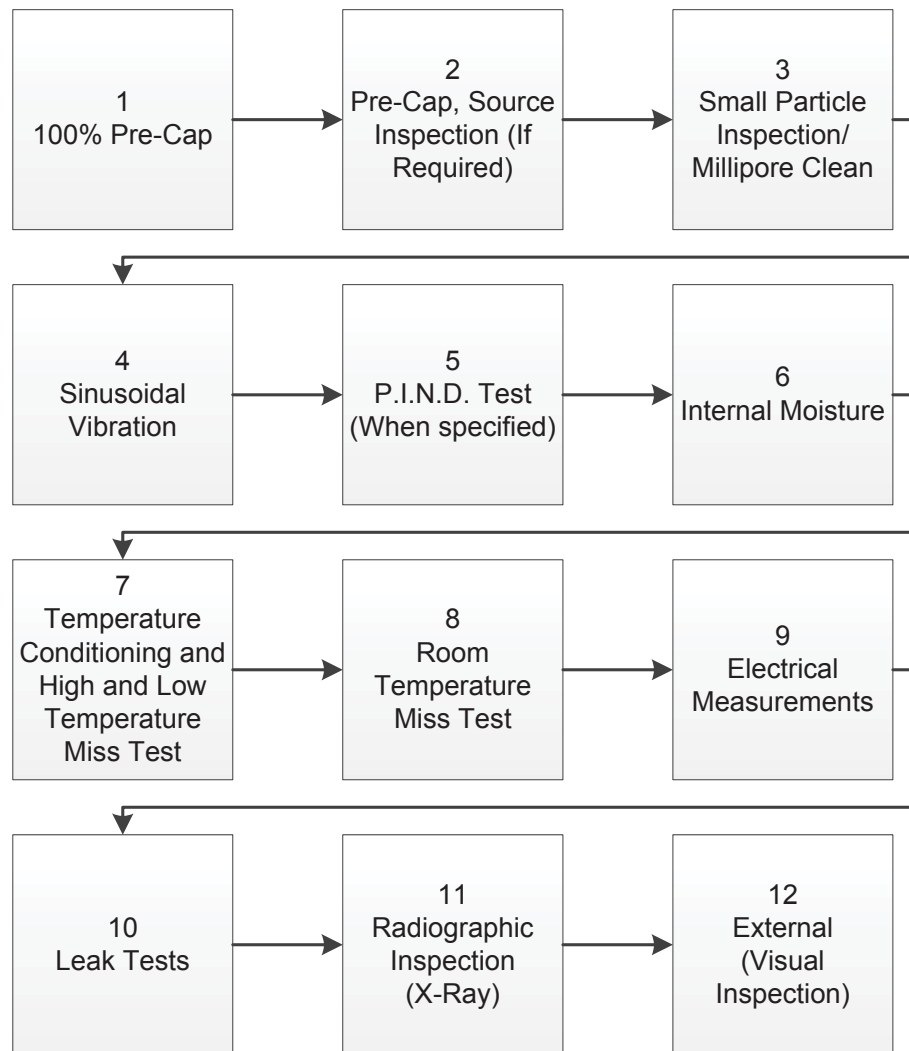 1
100% Pre-Cap
2
Pre-Cap, Source
Inspection (If
Required)
3
Small Particle
Inspection/
Millipore Clean
4
Sinusoidal
Vibration
5
P.I.N.D. Test
(When specified)
6
Internal Moisture
7
Temperature
Conditioning and
High and Low
Temperature
Miss Test
8
Room
Temperature
Miss Test
9
Electrical
Measurements
10
Leak Tests
11
Radiographic
Inspection
(X-Ray)
12
External
(Visual
Inspection)